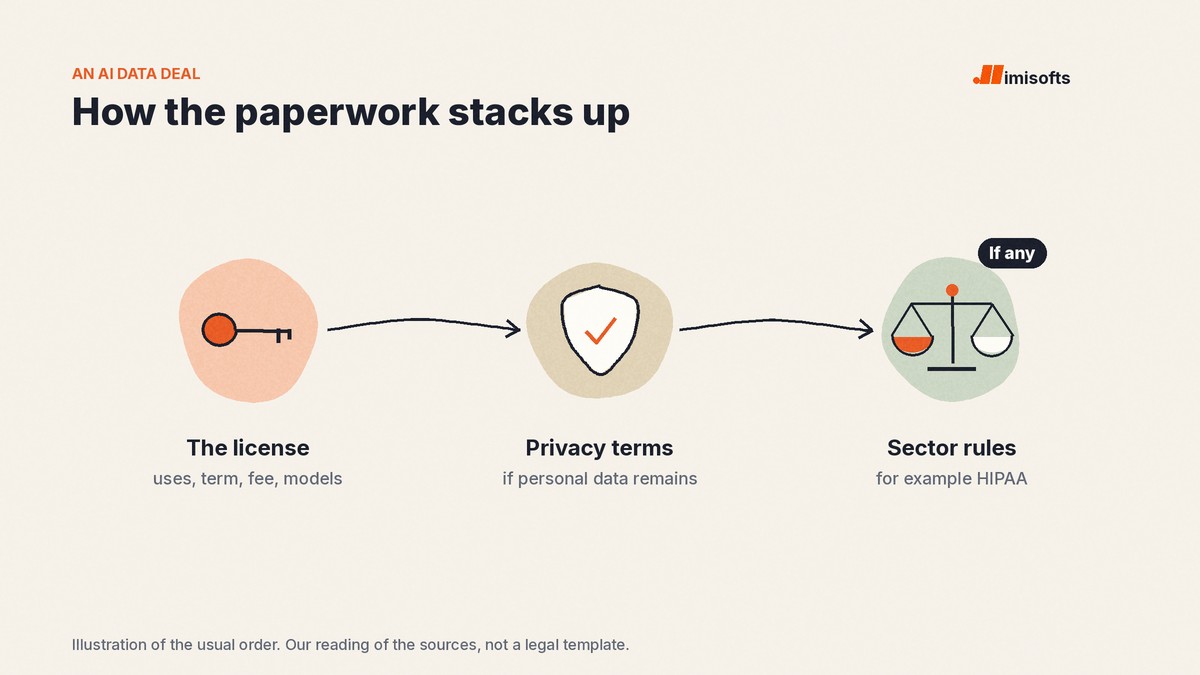 AN AI DATA DEAL
How the paperwork stacks up
imisofts
If any
The license
uses, term, fee, models
Privacy terms
if personal data remains
Sector rules
for example HIPAA
Illustration of the usual order. Our reading of the sources, not a legal template.